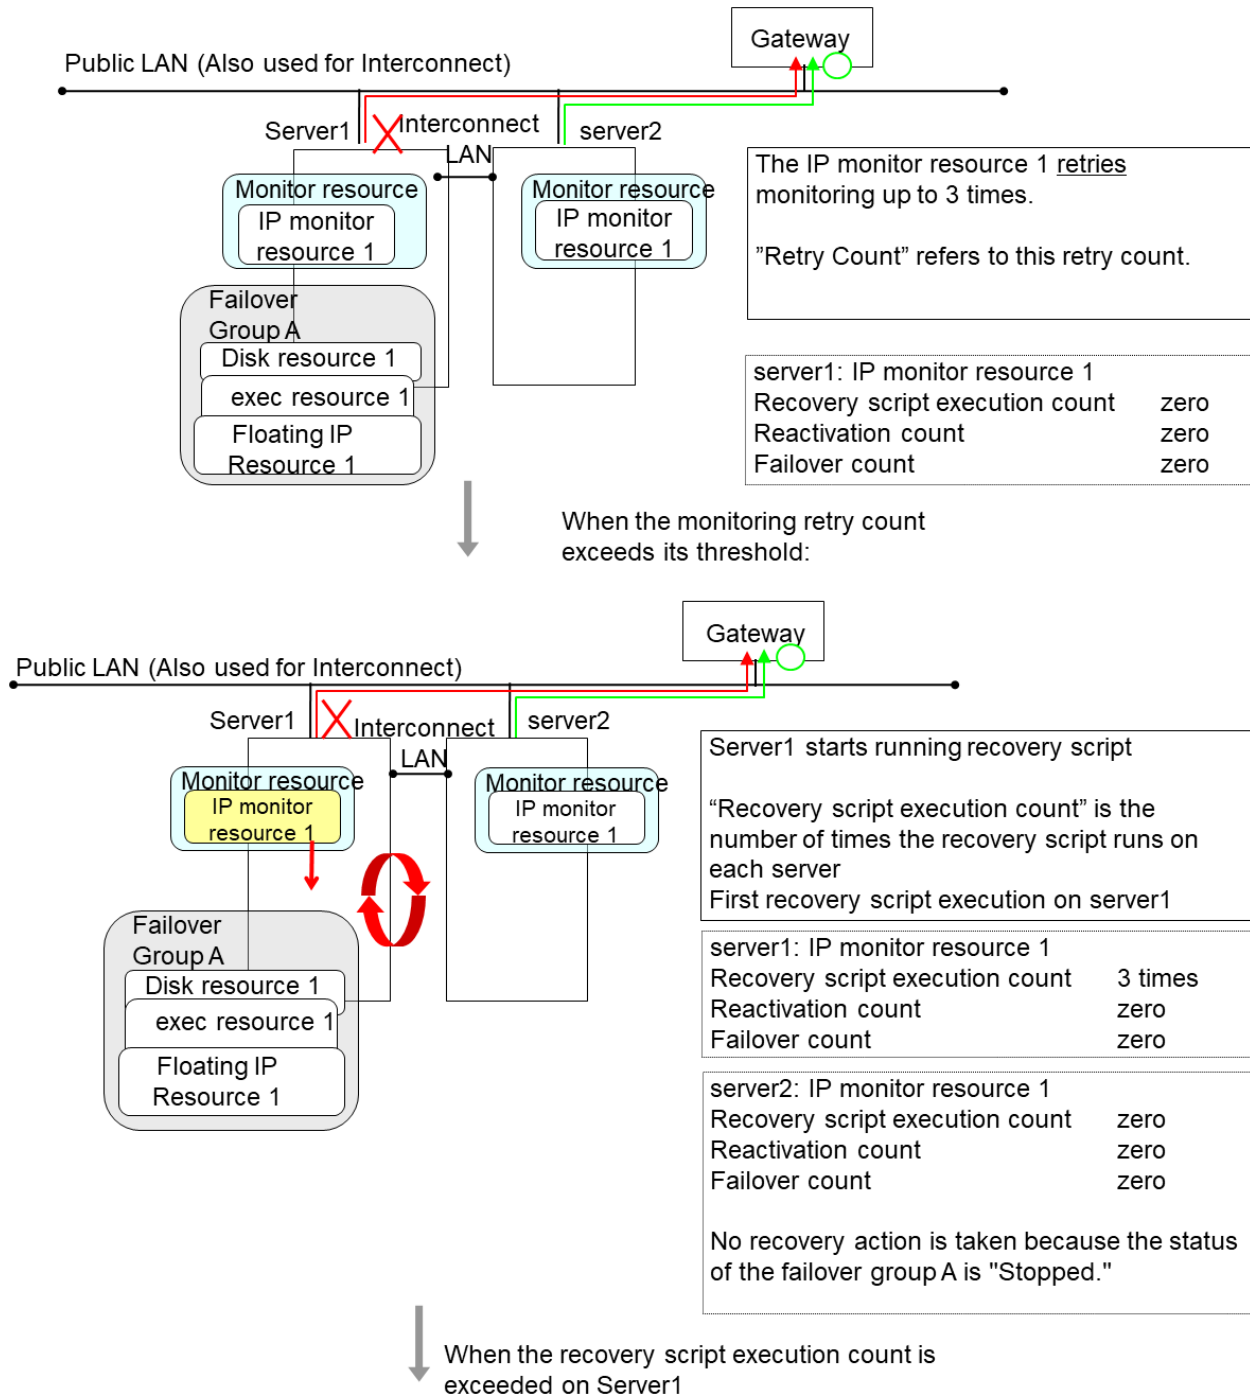 Gateway
Public LAN (Also used for Interconnect)
Server1
Interconnect
LAN
server2
Monitor resource
IP monitor
resource 1
Monitor resource
IP monitor
resource 1
The IP monitor resource 1 retries
monitoring up to 3 times.
”Retry Count” refers to this retry count.
Failover
Group A
Disk resource 1
exec resource 1
Floating IP
Resource 1
server1: IP monitor resource 1
Recovery script execution count zero
Reactivation count zero
Failover count zero
When the monitoring retry count
exceeds its threshold:
Gateway
Public LAN (Also used for Interconnect)
Server1
Interconnect
LAN
server2
Monitor resource
IP monitor
resource 1
Monitor resource
IP monitor
resource 1
Server1 starts running recovery script
“Recovery script execution count” is the
number of times the recovery script runs on
each server
First recovery script execution on server1
Failover
Group A
Disk resource 1
exec resource 1
Floating IP
Resource 1
server1: IP monitor resource 1
Recovery script execution count 3 times
Reactivation count zero
Failover count zero
server2: IP monitor resource 1
Recovery script execution count zero
Reactivation count zero
Failover count zero
No recovery action is taken because the status
of the failover group A is "Stopped."
When the recovery script execution count is
exceeded on Server1